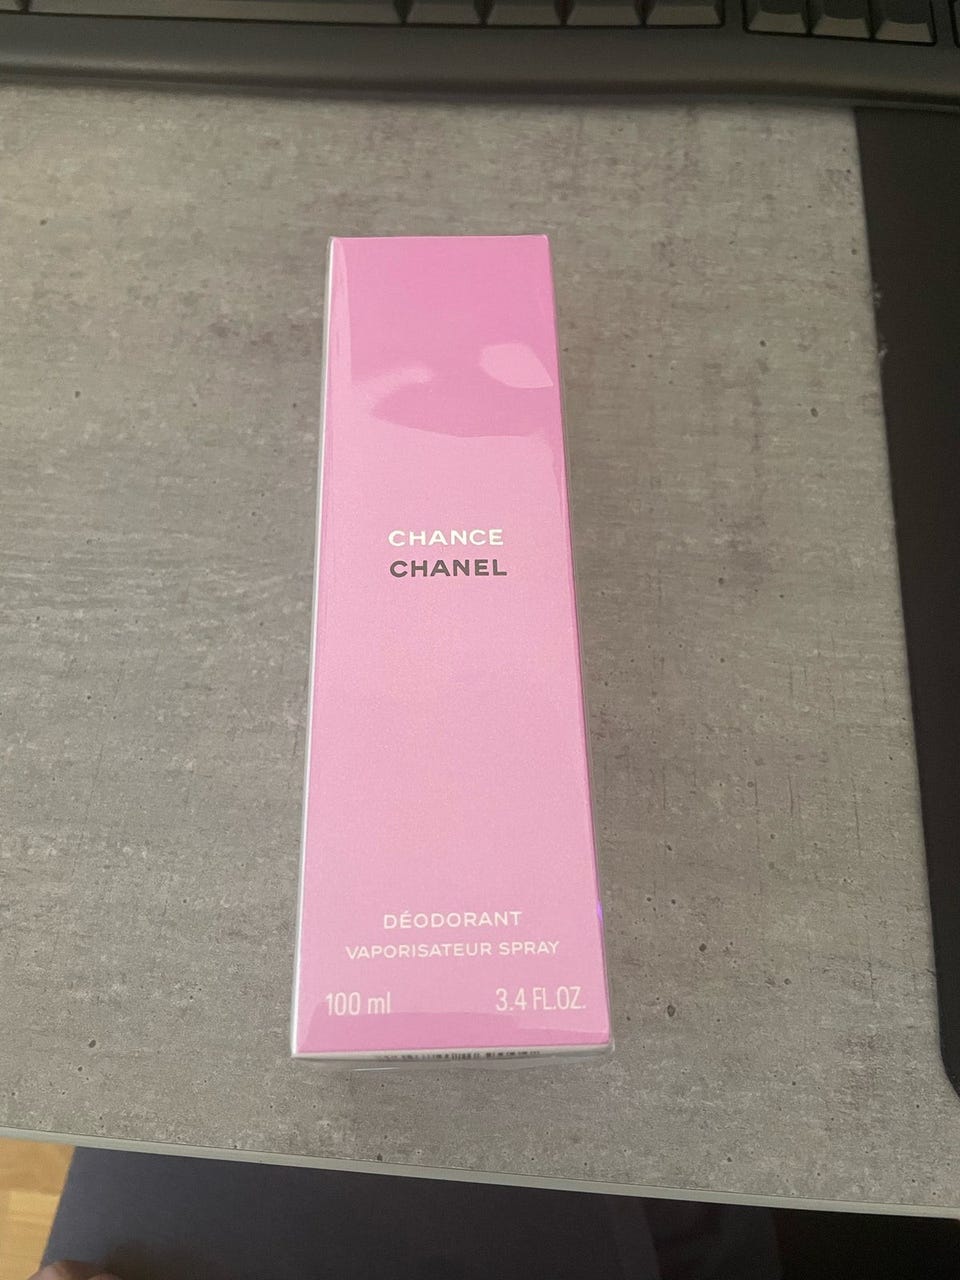 CHANCE
CHANEL
DÉODORANT
VAPORISATEUR SPRAY
100 ml 3.4 FL.OZ.